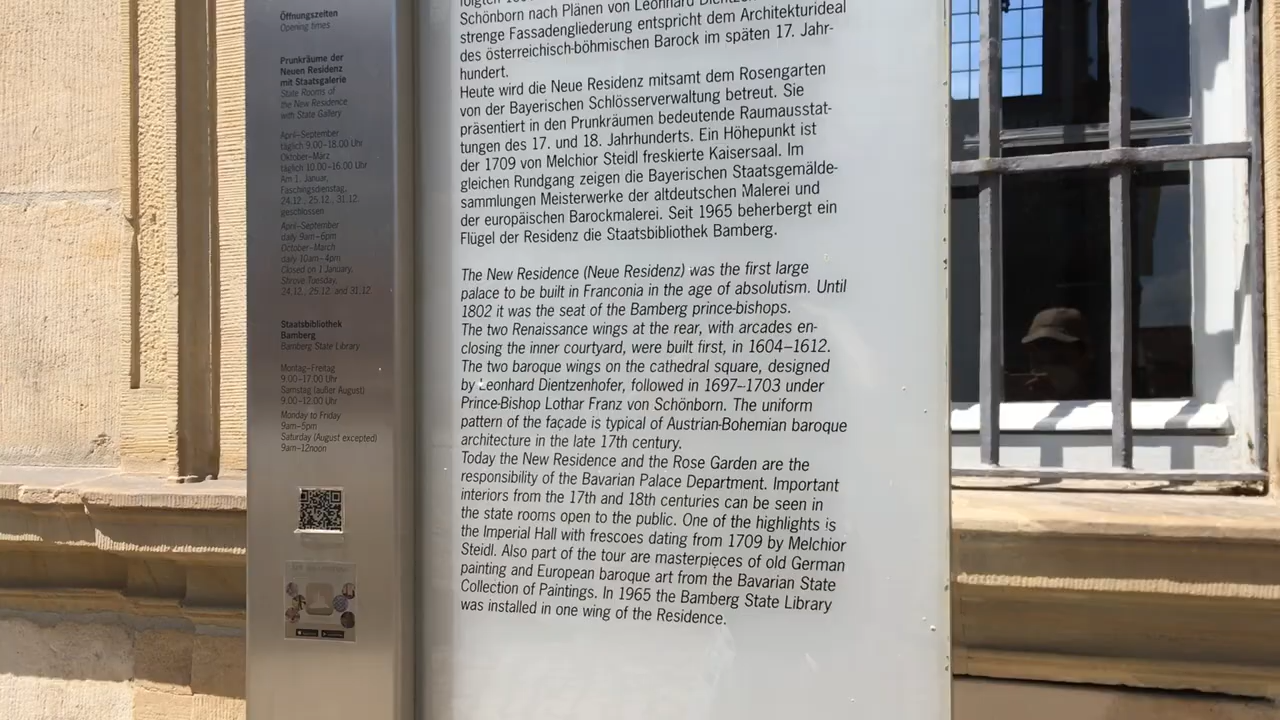 Öffnungszeiten
Opening times
Prunkräume der
Neuen Residenz
mit Staatsgalerie
State Rooms of
the New Residence
with State Gallery
April–September
täglich 9.00–18.00 Uhr
Oktober–März
täglich 10.00–16.00 Uhr
Am 1. Januar,
Faschingsdienstag,
24.12., 25.12., 31.12.
geschlossen
April–September
daily 9am–6pm
October–March
daily 10am–4pm
Closed on 1 January,
Shrove Tuesday,
24.12., 25.12. and 31.12.
Staatsbibliothek
Bamberg
Bamberg State Library
Montag–Freitag
9.00–17.00 Uhr
Samstag (außer August)
9.00–12.00 Uhr
Monday to Friday
9am–5pm
Saturday (August excepted)
9am–12noon
Schönborn nach Plänen von Leonhard
strenge Fassadengliederung entspricht dem Architekturideal
des österreichisch-böhmischen Barock im späten 17. Jahr-
hundert.
Heute wird die Neue Residenz mitsamt dem Rosengarten
von der Bayerischen Schlösserverwaltung betreut. Sie
präsentiert in den Prunkräumen bedeutende Raumausstat-
tungen des 17. und 18. Jahrhunderts. Ein Höhepunkt ist
der 1709 von Melchior Steidl freskierte Kaisersaal. Im
gleichen Rundgang zeigen die Bayerischen Staatsgemälde-
sammlungen Meisterwerke der altdeutschen Malerei und
der europäischen Barockmalerei. Seit 1965 beherbergt ein
Flügel der Residenz die Staatsbibliothek Bamberg.
The New Residence (Neue Residenz) was the first large
palace to be built in Franconia in the age of absolutism. Until
1802 it was the seat of the Bamberg prince-bishops.
The two Renaissance wings at the rear, with arcades en-
closing the inner courtyard, were built first, in 1604–1612.
The two baroque wings on the cathedral square, designed
by Leonhard Dientzenhofer, followed in 1697–1703 under
Prince-Bishop Lothar Franz von Schönborn. The uniform
pattern of the façade is typical of Austrian-Bohemian baroque
architecture in the late 17th century.
Today the New Residence and the Rose Garden are the
responsibility of the Bavarian Palace Department. Important
interiors from the 17th and 18th centuries can be seen in
the state rooms open to the public. One of the highlights is
the Imperial Hall with frescoes dating from 1709 by Melchior
Steidl. Also part of the tour are masterpieces of old German
painting and European baroque art from the Bavarian State
Collection of Paintings. In 1965 the Bamberg State Library
was installed in one wing of the Residence.